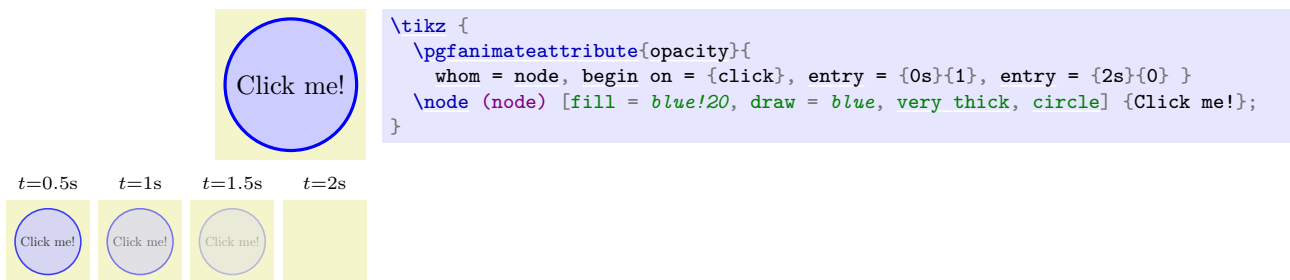 Click me!
\tikz {
  \pgfanimateattribute{opacity}{
    whom = node, begin on = {click}, entry = {0s}{1}, entry = {2s}{0} }
  \node (node) [fill = blue!20, draw = blue, very thick, circle] {Click me!};
}
t=0.5s t=1s t=1.5s t=2s
Click me! Click me! Click me!